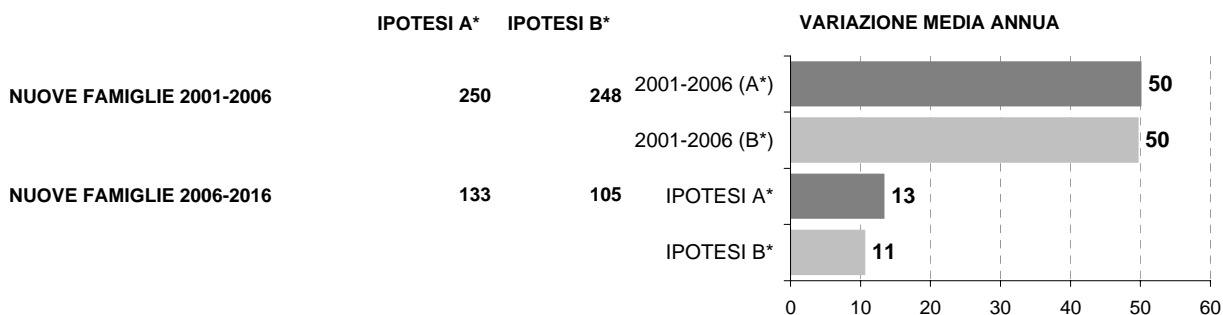 IPOTESI A* IPOTESI B* VARIAZIONE MEDIA ANNUA
NUOVE FAMIGLIE 2001-2006 250 248
NUOVE FAMIGLIE 2006-2016 133 105
2001-2006 (A*) 50
2001-2006 (B*) 50
IPOTESI A* 13
IPOTESI B* 11
0 10 20 30 40 50 60